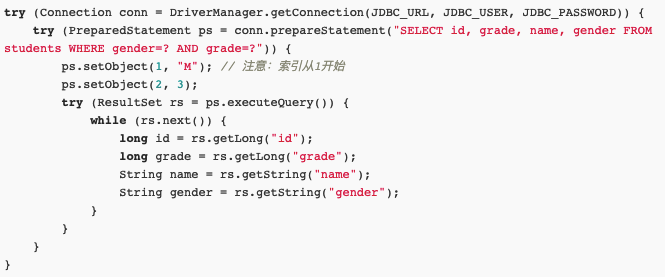 try (Connection conn = DriverManager.getConnection(JDBC_URL, JDBC_USER, JDBC_PASSWORD)) {
    try (PreparedStatement ps = conn.prepareStatement("SELECT id, grade, name, gender FROM
students WHERE gender=? AND grade=?")) {
        ps.setObject(1, "M"); // 注意：索引从1开始
        ps.setObject(2, 3);
        try (ResultSet rs = ps.executeQuery()) {
            while (rs.next()) {
                long id = rs.getLong("id");
                long grade = rs.getLong("grade");
                String name = rs.getString("name");
                String gender = rs.getString("gender");
            }
        }
    }
}